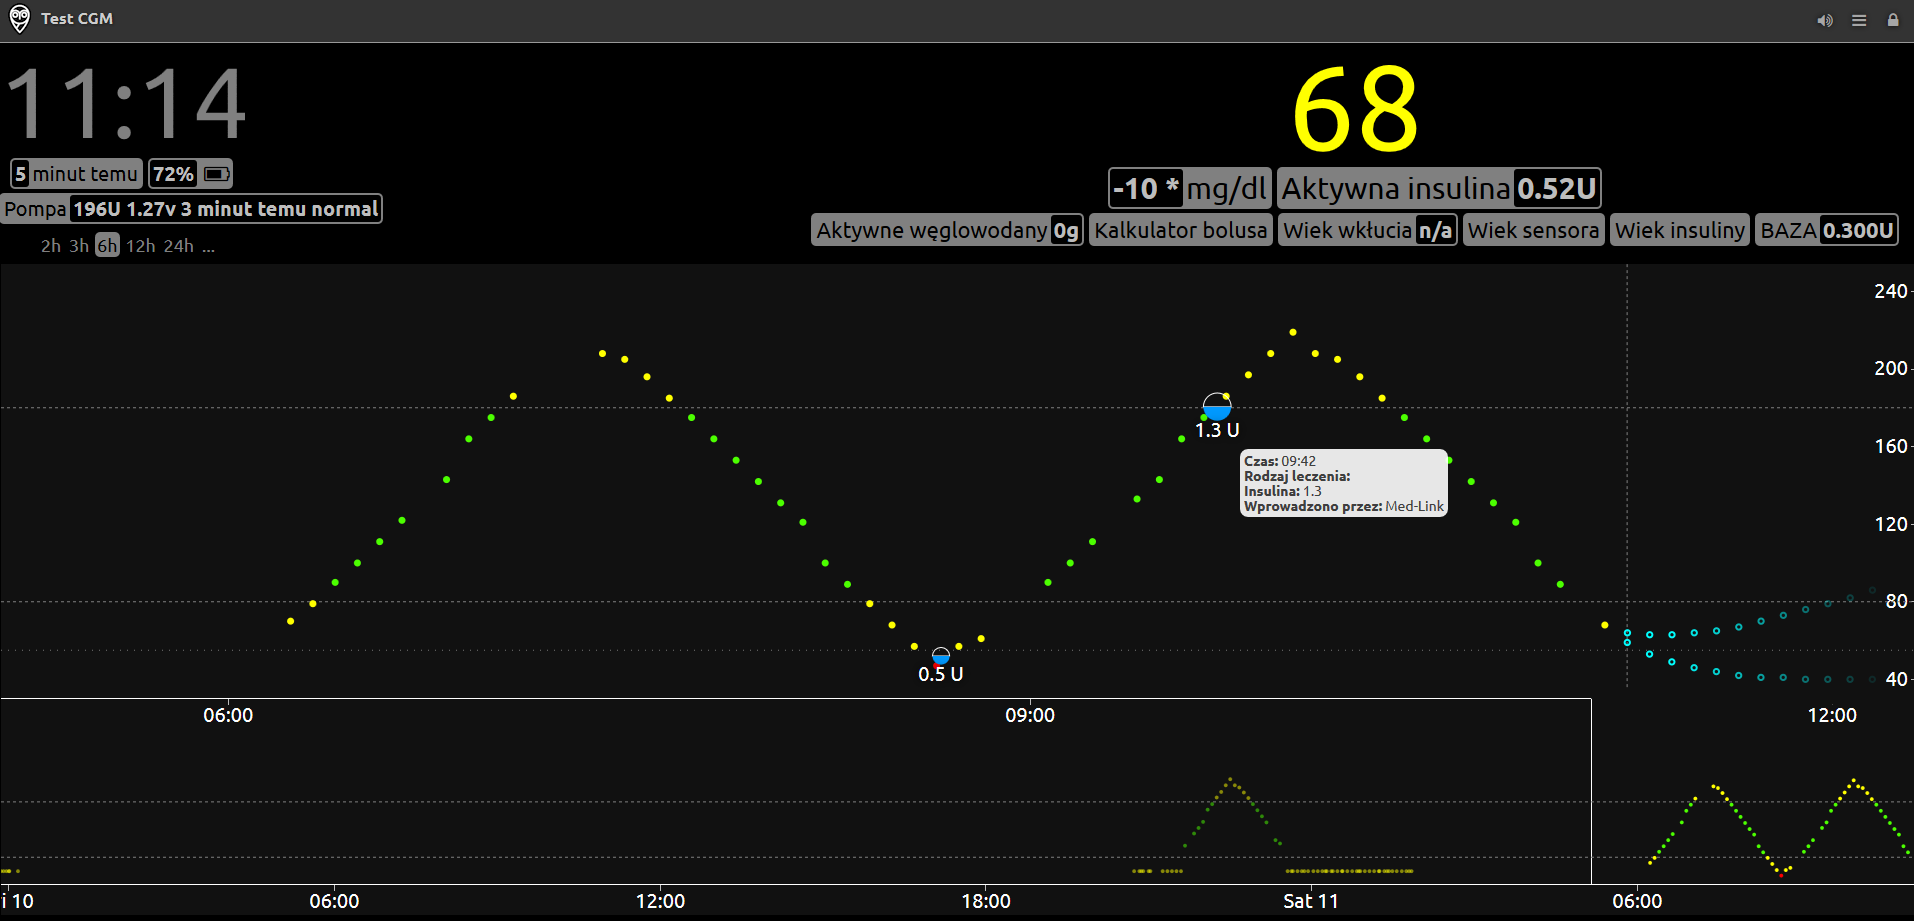 Test CGM
11:14
68
5 minut temu 72%
-10 * mg/dl Aktywna insulina 0.52U
Pompa 196U 1.27v 3 minut temu normal
Aktywne węglowodany 0g Kalkulator bolusa Wiek wkłucia n/a Wiek sensora Wiek insuliny BAZA 0.300U
2h 3h 6h 12h 24h ...
240
200
160
120
80
40
1.3 U
Czas: 09:42
Rodzaj leczenia:
Insulina: 1.3
Wprowadzono przez: Med-Link
0.5 U
06:00 09:00 12:00
i 10 06:00 12:00 18:00 Sat 11 06:00